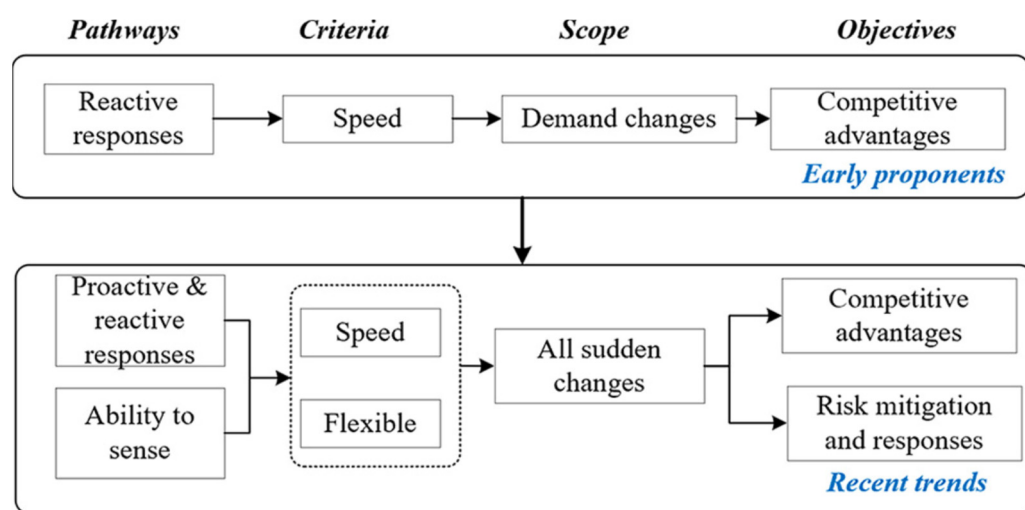 Pathways Criteria Scope Objectives
Reactive
responses
Speed
Demand changes
Competitive
advantages
Early proponents
Proactive &
reactive
responses
Ability to
sense
Speed
Flexible
All sudden
changes
Competitive
advantages
Risk mitigation
and responses
Recent trends